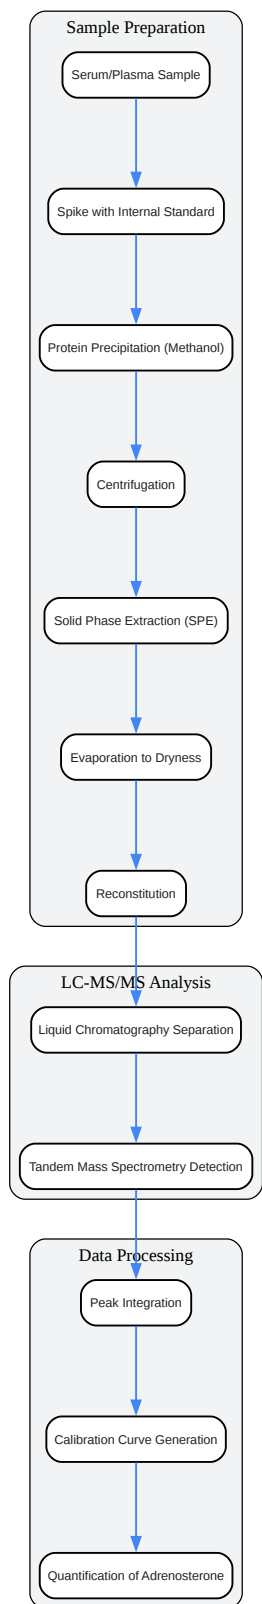 Sample Preparation
Serum/Plasma Sample
Spike with Internal Standard
Protein Precipitation (Methanol)
Centrifugation
Solid Phase Extraction (SPE)
Evaporation to Dryness
Reconstitution
LC-MS/MS Analysis
Liquid Chromatography Separation
Tandem Mass Spectrometry Detection
Data Processing
Peak Integration
Calibration Curve Generation
Quantification of Adrenosterone